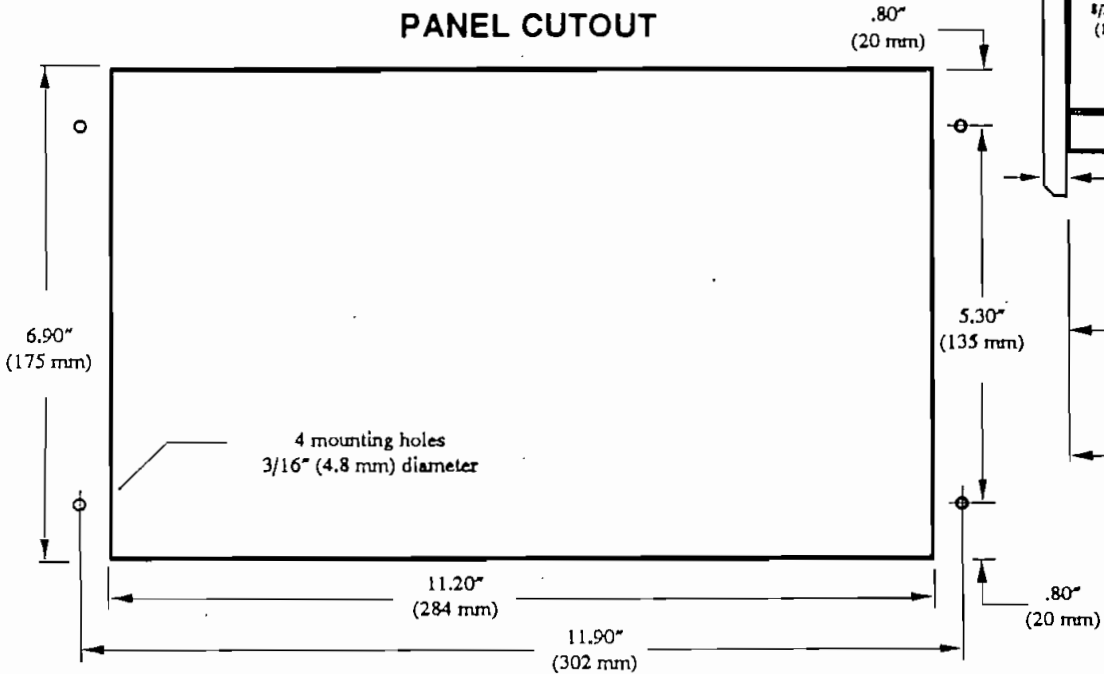 PANEL CUTOUT
.80"
(20 mm)
6.90"
(175 mm)
5.30"
(135 mm)
4 mounting holes
3/16" (4.8 mm) diameter
11.20"
(284 mm)
.80"
(20 mm)
11.90"
(302 mm)